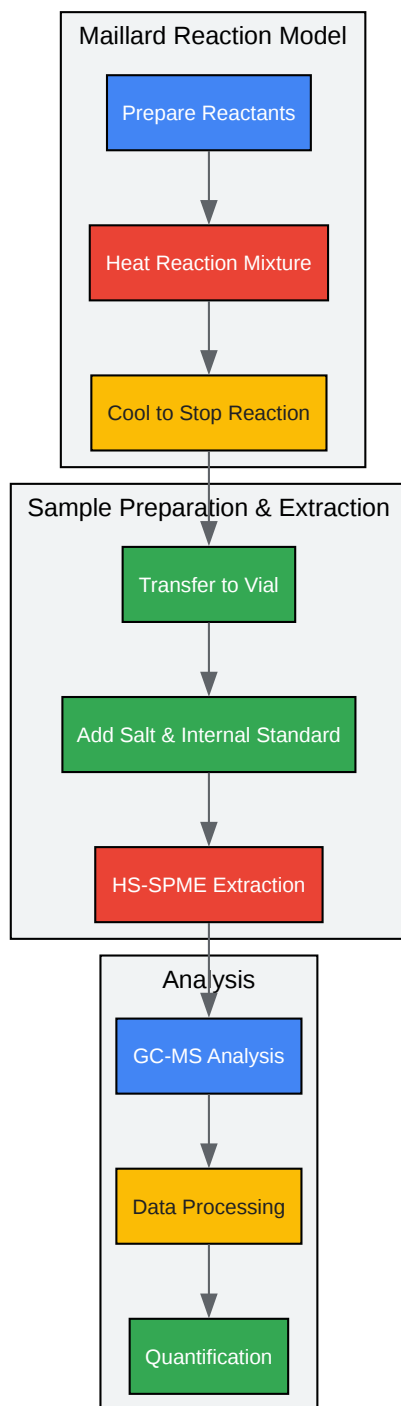 Maillard Reaction Model
Prepare Reactants
Heat Reaction Mixture
Cool to Stop Reaction
Sample Preparation & Extraction
Transfer to Vial
Add Salt & Internal Standard
HS-SPME Extraction
Analysis
GC-MS Analysis
Data Processing
Quantification